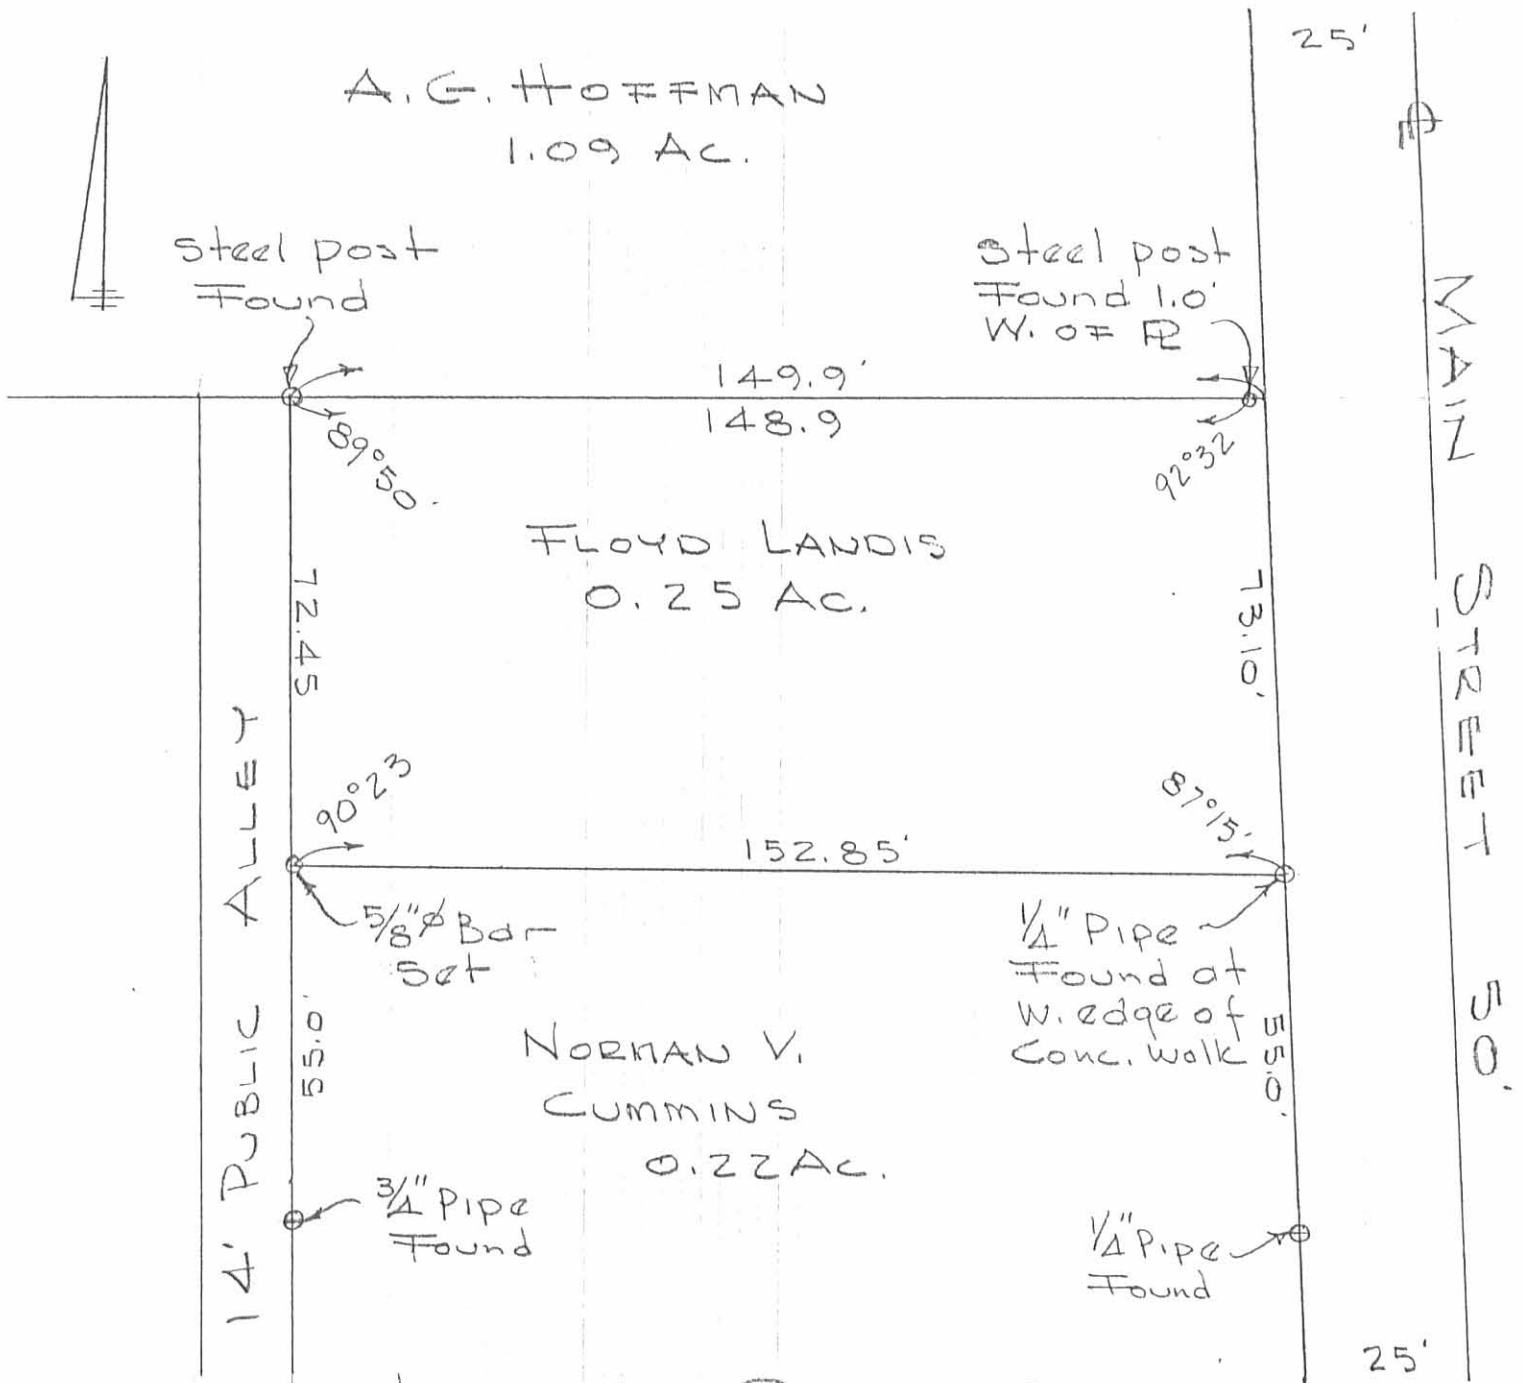 25'
A. G. HOFFMAN
1.09 AC.
℄
Steel post
Found
Steel post
Found 1.0'
W. OF PL
149.9'
148.9
89°50
92°32
MAIN STREET 50'
FLOYD LANDIS
0.25 AC.
72.45
73.10'
90°23
87°15'
152.85'
5/8"ø Bar
Set
1/4" Pipe
Found at
W. edge of
Conc. Walk
14' PUBLIC ALLEY
55.0'
55.0'
NORMAN V.
CUMMINS
0.22 AC.
3/4" Pipe
Found
1/4" Pipe
Found
25'